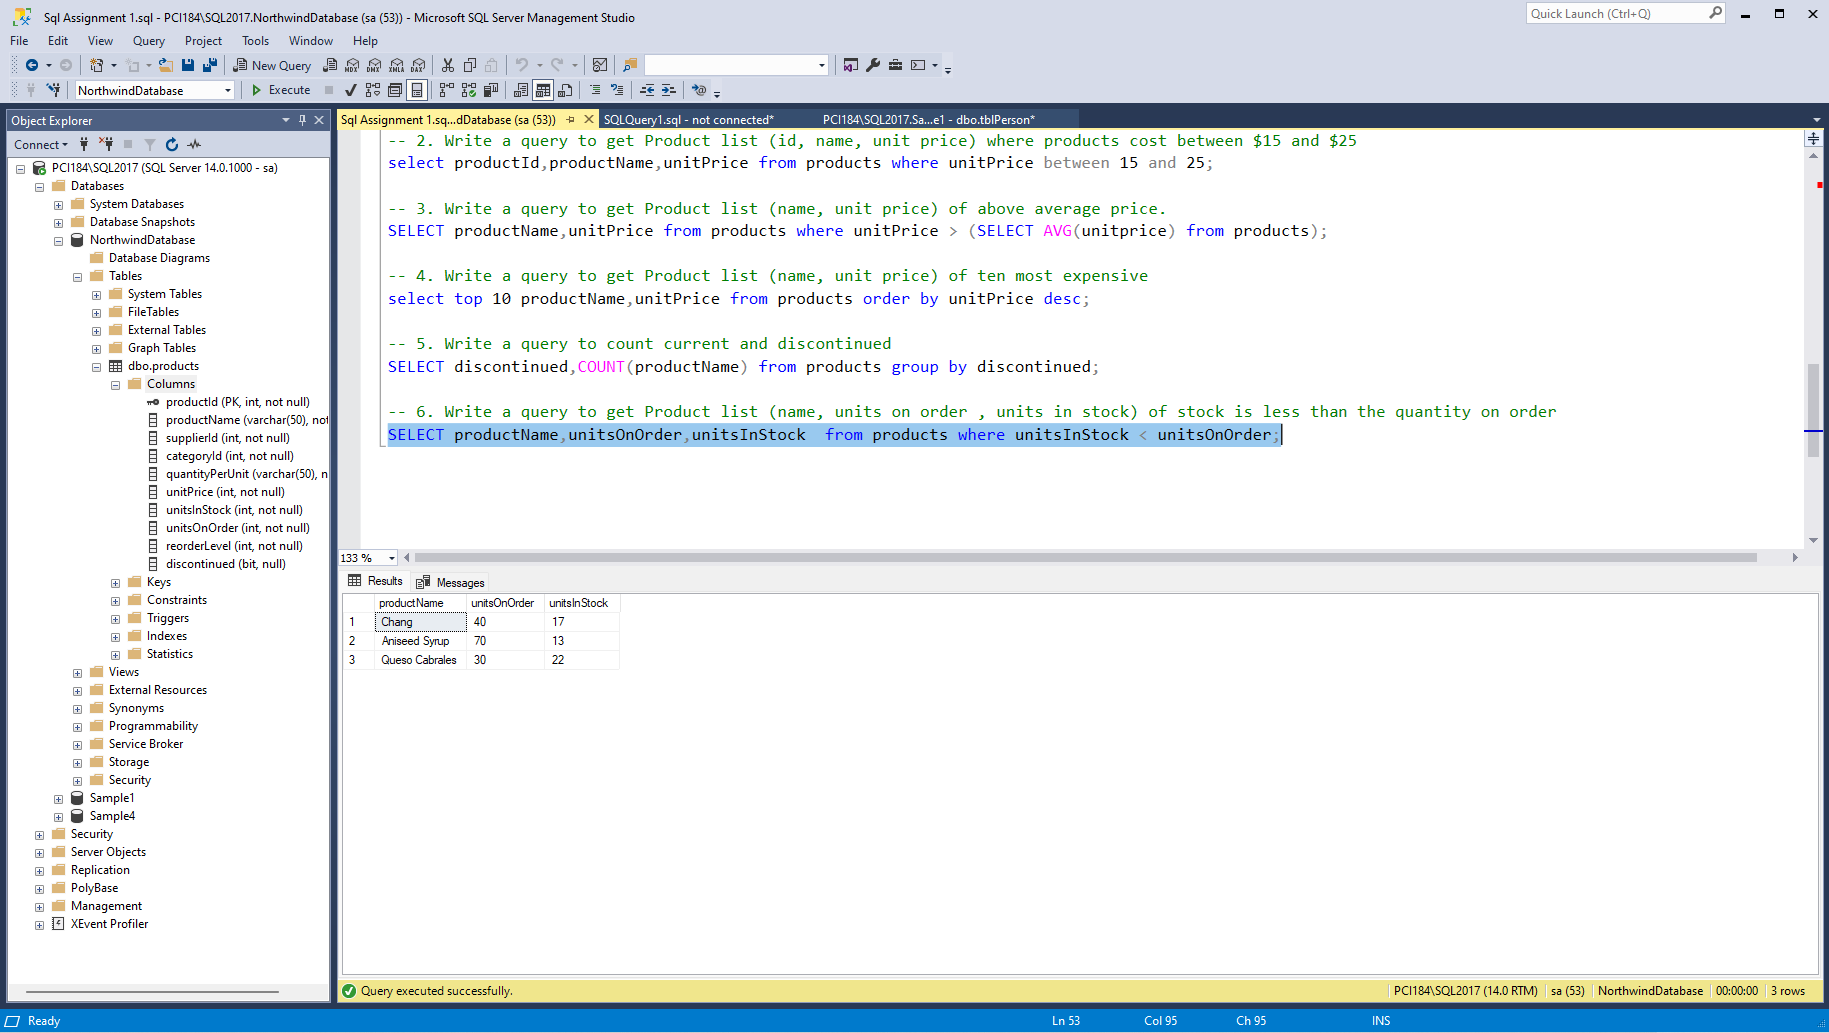 Sql Assignment 1.sql - PCI184\SQL2017.NorthwindDatabase (sa (53)) - Microsoft SQL Server Management Studio
Quick Launch (Ctrl+Q)
File Edit View Query Project Tools Window Help
New Query MDX DMX XMLA DAX
NorthwindDatabase Execute
Object Explorer
Connect
PCI184\SQL2017 (SQL Server 14.0.1000 - sa)
Databases
System Databases
Database Snapshots
NorthwindDatabase
Database Diagrams
Tables
System Tables
FileTables
External Tables
Graph Tables
dbo.products
Columns
productId (PK, int, not null)
productName (varchar(50), not
supplierId (int, not null)
categoryId (int, not null)
quantityPerUnit (varchar(50), n
unitPrice (int, not null)
unitsInStock (int, not null)
unitsOnOrder (int, not null)
reorderLevel (int, not null)
discontinued (bit, null)
Keys
Constraints
Triggers
Indexes
Statistics
Views
External Resources
Synonyms
Programmability
Service Broker
Storage
Security
Sample1
Sample4
Security
Server Objects
Replication
PolyBase
Management
XEvent Profiler
Sql Assignment 1.sq...dDatabase (sa (53)) SQLQuery1.sql - not connected* PCI184\SQL2017.Sa...e1 - dbo.tblPerson*
-- 2. Write a query to get Product list (id, name, unit price) where products cost between $15 and $25
select productId,productName,unitPrice from products where unitPrice between 15 and 25;
-- 3. Write a query to get Product list (name, unit price) of above average price.
SELECT productName,unitPrice from products where unitPrice > (SELECT AVG(unitprice) from products);
-- 4. Write a query to get Product list (name, unit price) of ten most expensive
select top 10 productName,unitPrice from products order by unitPrice desc;
-- 5. Write a query to count current and discontinued
SELECT discontinued,COUNT(productName) from products group by discontinued;
-- 6. Write a query to get Product list (name, units on order , units in stock) of stock is less than the quantity on order
SELECT productName,unitsOnOrder,unitsInStock  from products where unitsInStock < unitsOnOrder;
133 %
Results Messages
productName unitsOnOrder unitsInStock
1 Chang 40 17
2 Aniseed Syrup 70 13
3 Queso Cabrales 30 22
Query executed successfully. PCI184\SQL2017 (14.0 RTM) sa (53) NorthwindDatabase 00:00:00 3 rows
Ready Ln 53 Col 95 Ch 95 INS